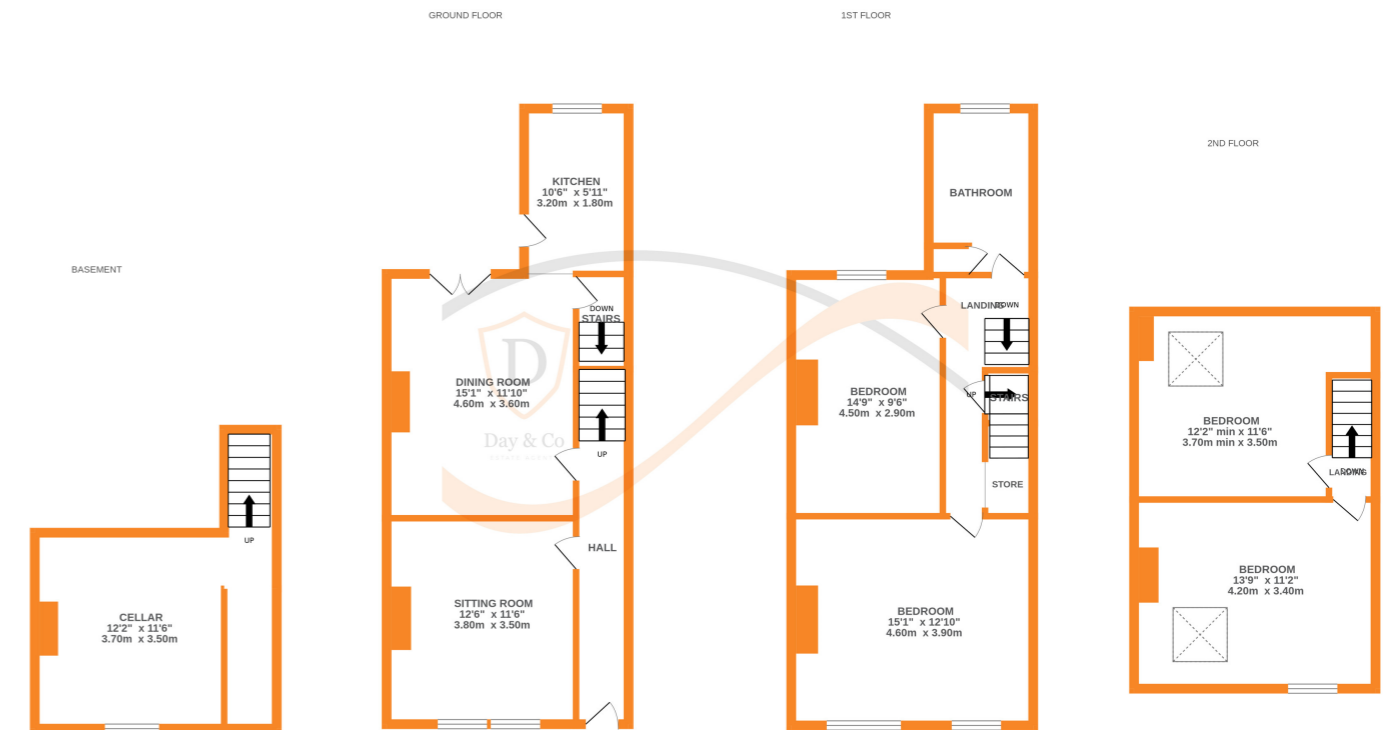 GROUND FLOOR
1ST FLOOR
2ND FLOOR
BASEMENT
KITCHEN
10'6" x 5'11"
3.20m x 1.80m
DOWN
STAIRS
DINING ROOM
15'1" x 11'10"
4.60m x 3.60m
D
Day & Co
UP
HALL
SITTING ROOM
12'6" x 11'6"
3.80m x 3.50m
UP
CELLAR
12'2" x 11'6"
3.70m x 3.50m
BATHROOM
LANDING
DOWN
BEDROOM
14'9" x 9'6"
4.50m x 2.90m
UP
STAIRS
STORE
BEDROOM
15'1" x 12'10"
4.60m x 3.90m
BEDROOM
12'2" min x 11'6"
3.70m min x 3.50m
LANDING
DOWN
BEDROOM
13'9" x 11'2"
4.20m x 3.40m